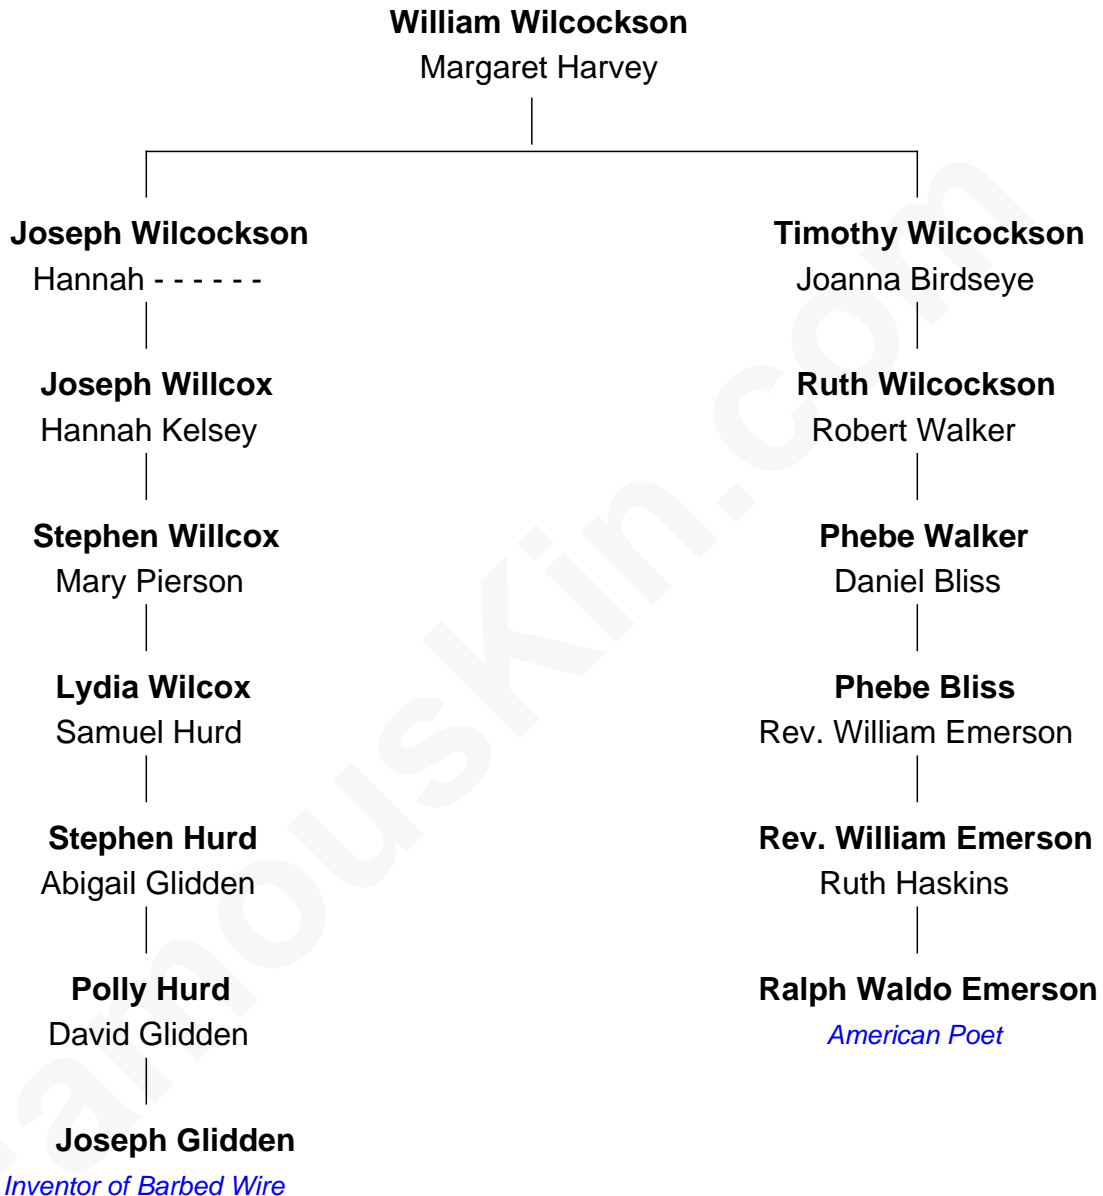 William Wilcockson
Margaret Harvey
Joseph Wilcockson
Hannah - - - - - -
Joseph Willcox
Hannah Kelsey
Stephen Willcox
Mary Pierson
Lydia Wilcox
Samuel Hurd
Stephen Hurd
Abigail Glidden
Polly Hurd
David Glidden
Joseph Glidden
Inventor of Barbed Wire
Timothy Wilcockson
Joanna Birdseye
Ruth Wilcockson
Robert Walker
Phebe Walker
Daniel Bliss
Phebe Bliss
Rev. William Emerson
Rev. William Emerson
Ruth Haskins
Ralph Waldo Emerson
American Poet
FamousKin.com